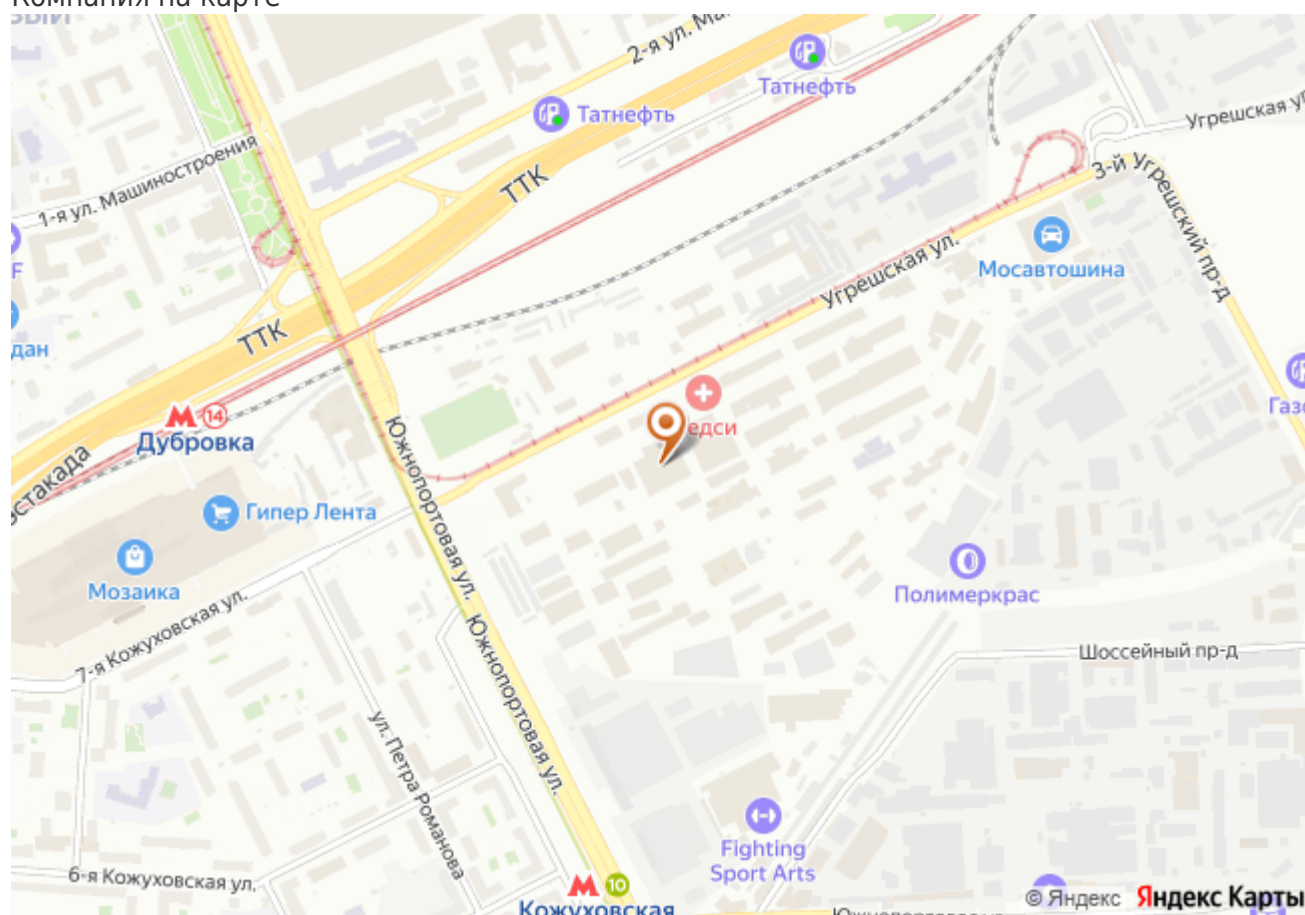 Компания на карте
2-я ул. Ма
Татнефть
Татнефть
Угрешская ул
1-я ул. Машиностроения
ТТК
3-й Угрешский пр-д
F
Мосавтошина
Угрешская ул.
дан
ТТК
14
Дубровка
едси
Южнопортовая ул.
Гипер Лента
Мозаика
Полимеркрас
7-я Кожуховская ул.
Южнопортовая ул.
Шоссейный пр-д
ул. Петра Романова
Fighting
Sport Arts
6-я Кожуховская ул.
10
Кожуховская
© Яндекс Яндекс Карты